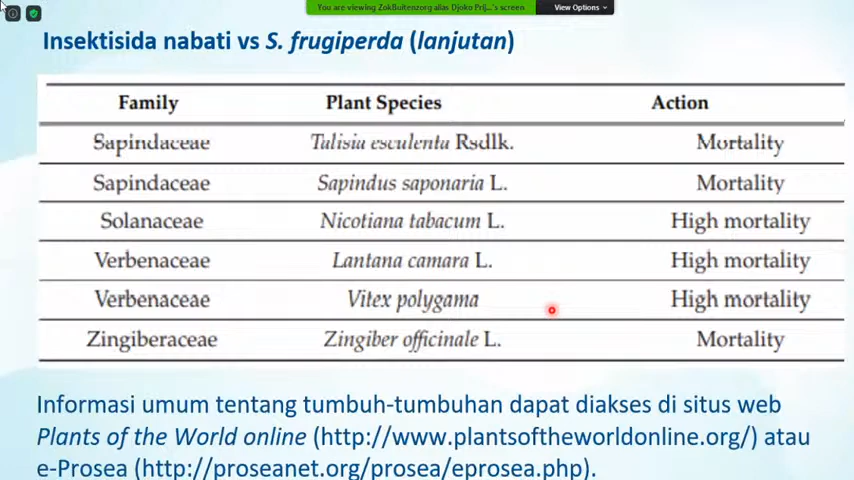 You are viewing ZokBuitenzorg alias Djoko Prij...'s screen View Options
Insektisida nabati vs S. frugiperda (lanjutan)
Family Plant Species Action
Sapindaceae Talisia esculenta Rsdlk. Mortality
Sapindaceae Sapindus saponaria L. Mortality
Solanaceae Nicotiana tabacum L. High mortality
Verbenaceae Lantana camara L. High mortality
Verbenaceae Vitex polygama High mortality
Zingiberaceae Zingiber officinale L. Mortality
Informasi umum tentang tumbuh-tumbuhan dapat diakses di situs web
Plants of the World online (http://www.plantsoftheworldonline.org/) atau
e-Prosea (http://proseanet.org/prosea/eprosea.php).